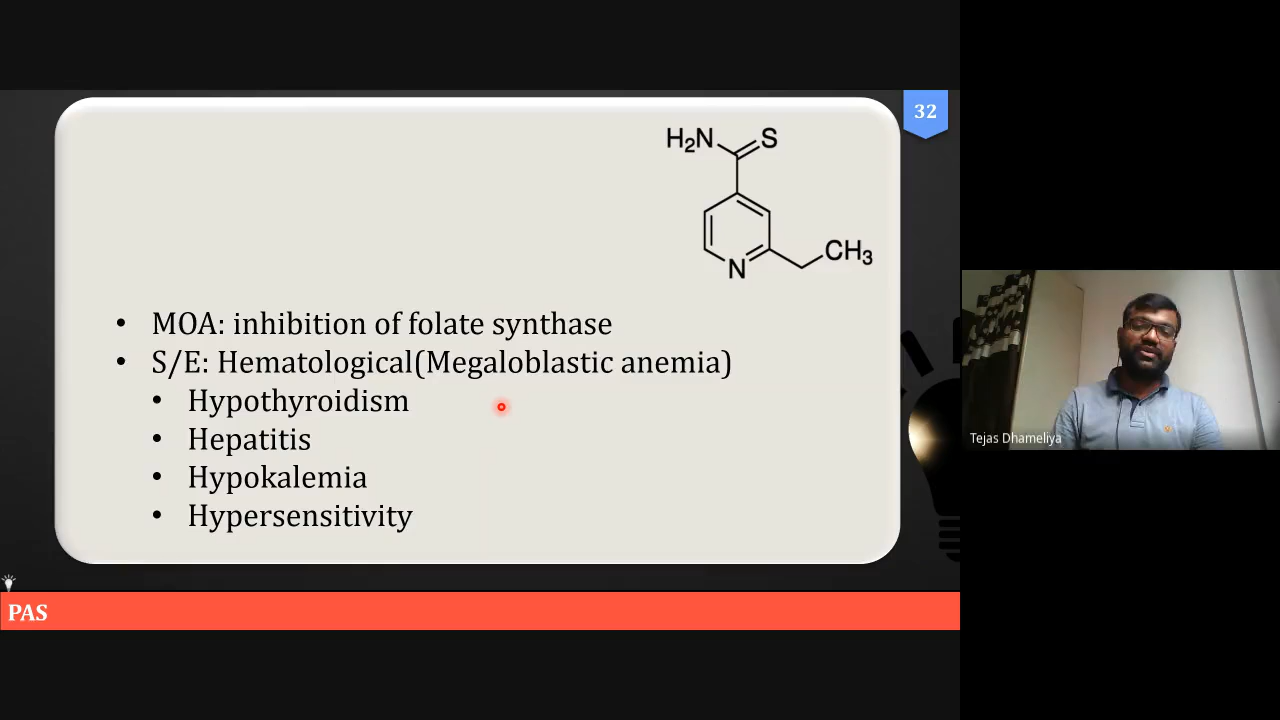 32
H₂N S
N CH₃
• MOA: inhibition of folate synthase
• S/E: Hematological(Megaloblastic anemia)
• Hypothyroidism
• Hepatitis
• Hypokalemia
• Hypersensitivity
PAS
Tejas Dhameliya